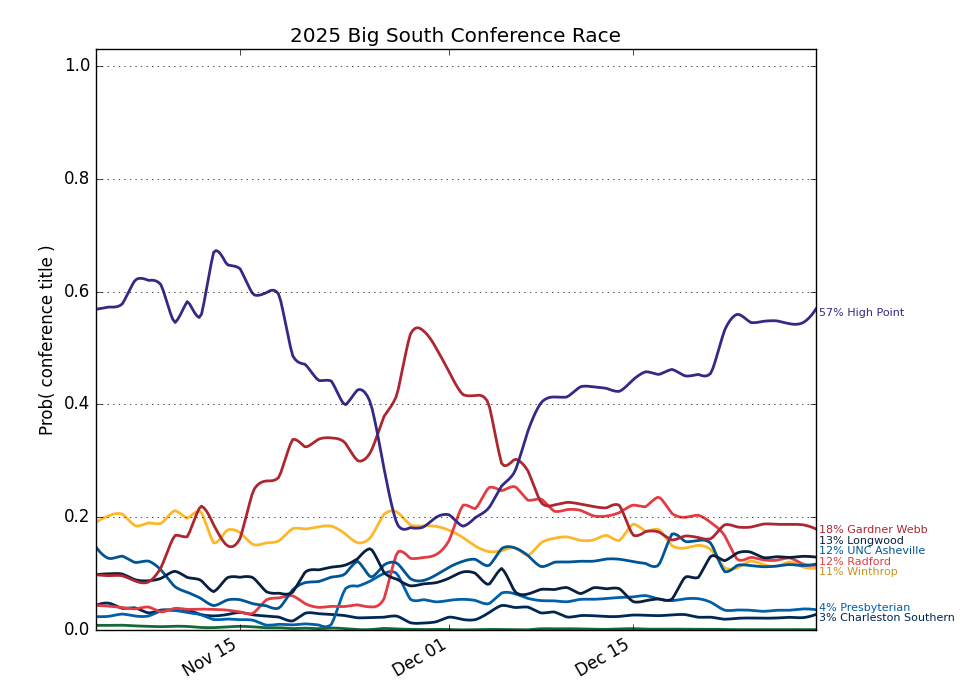 2025 Big South Conference Race
Prob( conference title )
1.0
0.8
0.6
0.4
0.2
0.0
Nov 15
Dec 01
Dec 15
57% High Point
18% Gardner Webb
13% Longwood
12% UNC Asheville
12% Radford
11% Winthrop
4% Presbyterian
3% Charleston Southern